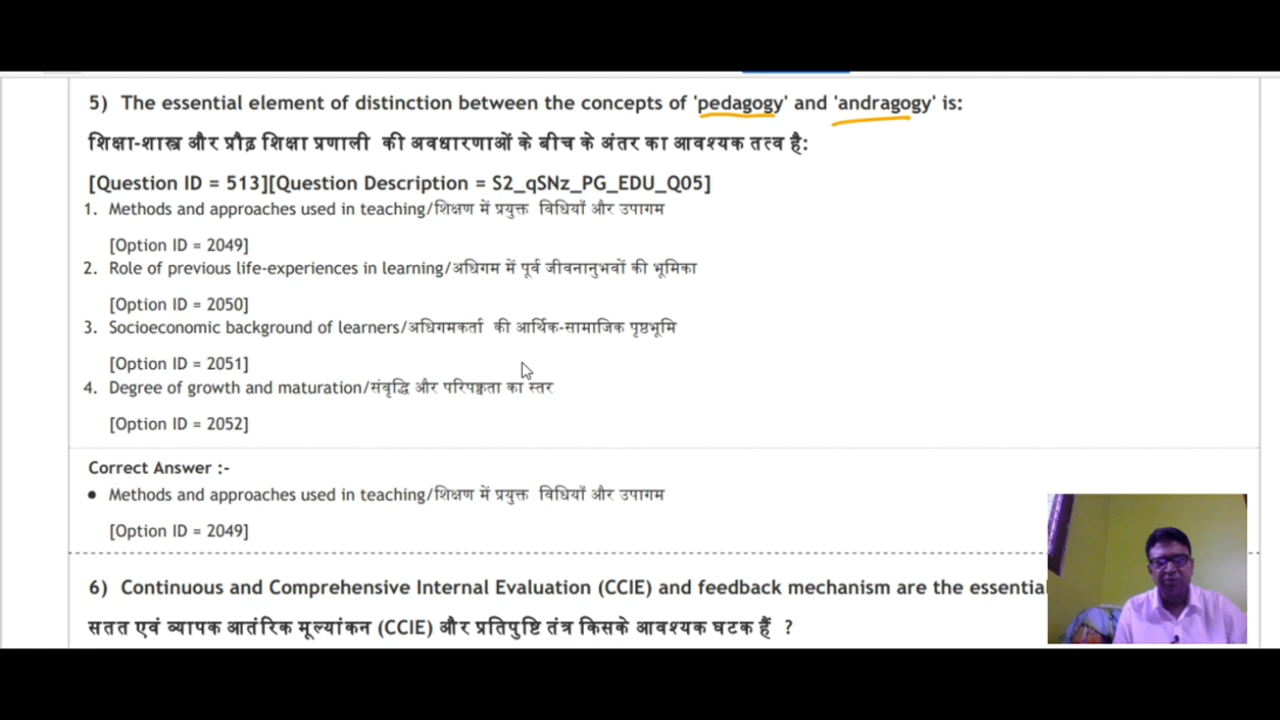 5) The essential element of distinction between the concepts of 'pedagogy' and 'andragogy' is:
शिक्षा-शास्त्र और प्रौढ़ शिक्षा प्रणाली की अवधारणाओं के बीच के अंतर का आवश्यक तत्व है:
[Question ID = 513][Question Description = S2_qSNz_PG_EDU_Q05]
1. Methods and approaches used in teaching/शिक्षण में प्रयुक्त विधियाँ और उपागम
[Option ID = 2049]
2. Role of previous life-experiences in learning/अधिगम में पूर्व जीवनानुभवों की भूमिका
[Option ID = 2050]
3. Socioeconomic background of learners/अधिगमकर्ता की आर्थिक-सामाजिक पृष्ठभूमि
[Option ID = 2051]
4. Degree of growth and maturation/संवृद्धि और परिपक्वता का स्तर
[Option ID = 2052]
Correct Answer :-
• Methods and approaches used in teaching/शिक्षण में प्रयुक्त विधियाँ और उपागम
[Option ID = 2049]
6) Continuous and Comprehensive Internal Evaluation (CCIE) and feedback mechanism are the essential
सतत एवं व्यापक आतंरिक मूल्यांकन (CCIE) और प्रतिपुष्टि तंत्र किसके आवश्यक घटक हैं ?